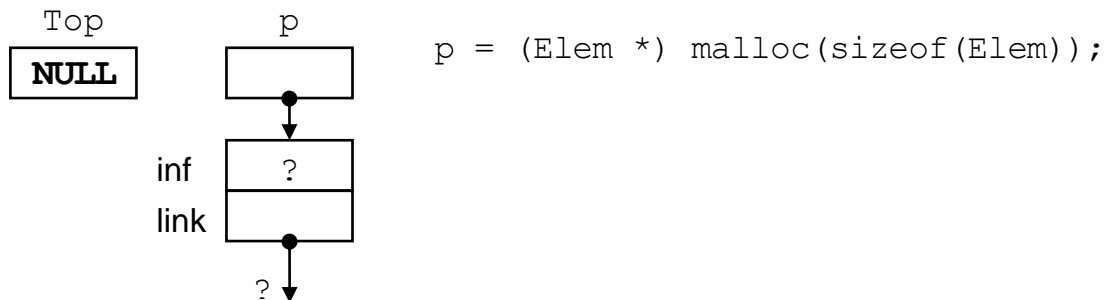 Top p
p = (Elem *) malloc(sizeof(Elem));
NULL
inf ?
link
?